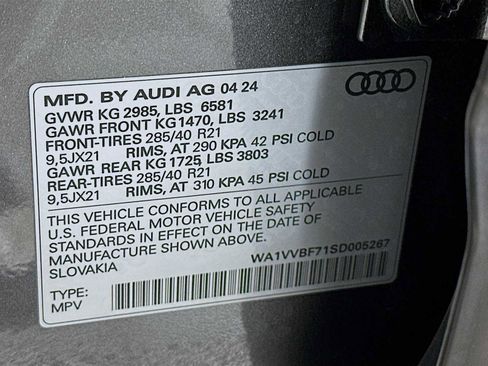 MFD. BY AUDI AG 04 24
GVWR KG 2985, LBS 6581
GAWR FRONT KG1470, LBS 3241
FRONT-TIRES 285/40 R21
9,5JX21 RIMS, AT 290 KPA 42 PSI COLD
GAWR REAR KG 1725, LBS 3803
REAR-TIRES 285/40 R21
9,5JX21 RIMS, AT 310 KPA 45 PSI COLD
THIS VEHICLE CONFORMS TO ALL APPLICABLE
U.S. FEDERAL MOTOR VEHICLE SAFETY
STANDARDS IN EFFECT ON THE DATE OF
MANUFACTURE SHOWN ABOVE.
SLOVAKIA WA1VVBF71SD005267
TYPE:
MPV